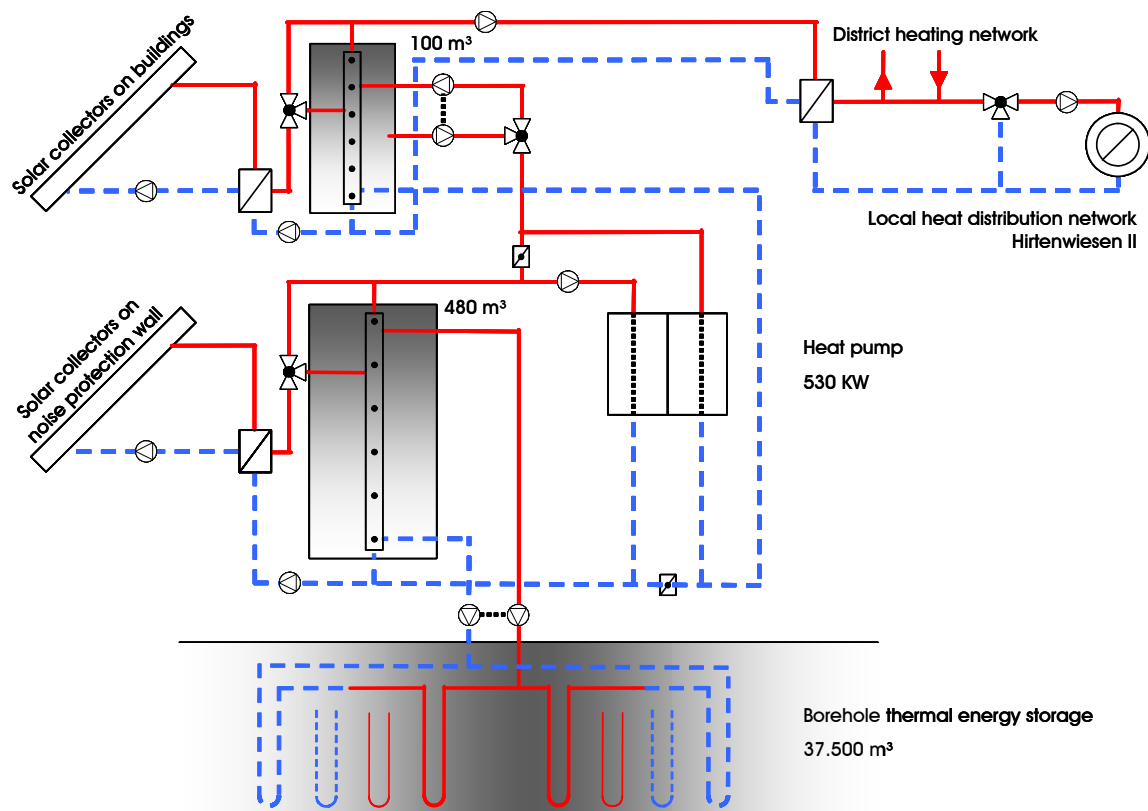 Solar collectors on buildings
100 m³
District heating network
Local heat distribution network
Hirtenwiesen II
Solar collectors on
noise protection wall
480 m³
Heat pump
530 KW
Borehole thermal energy storage
37.500 m³